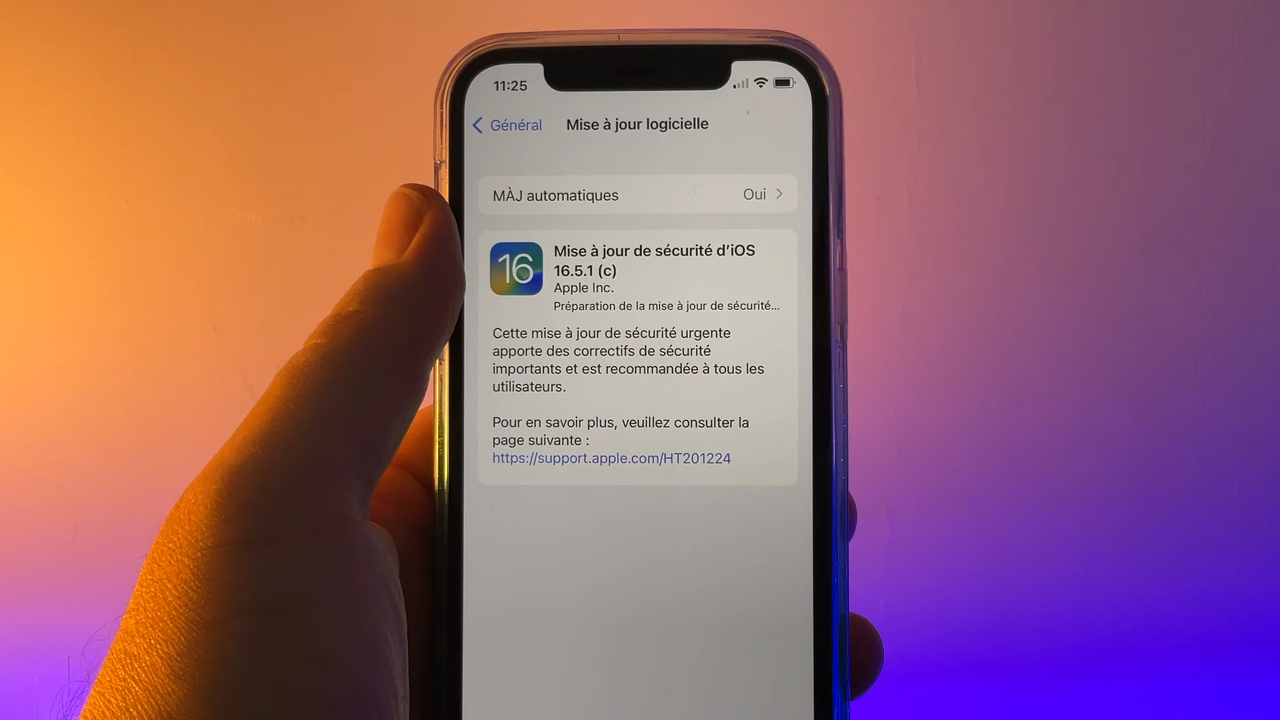 11:25
Général
Mise à jour logicielle
MÀJ automatiques
Oui
16
Mise à jour de sécurité d’iOS
16.5.1 (c)
Apple Inc.
Préparation de la mise à jour de sécurité...
Cette mise à jour de sécurité urgente
apporte des correctifs de sécurité
importants et est recommandée à tous les
utilisateurs.
Pour en savoir plus, veuillez consulter la
page suivante :
https://support.apple.com/HT201224